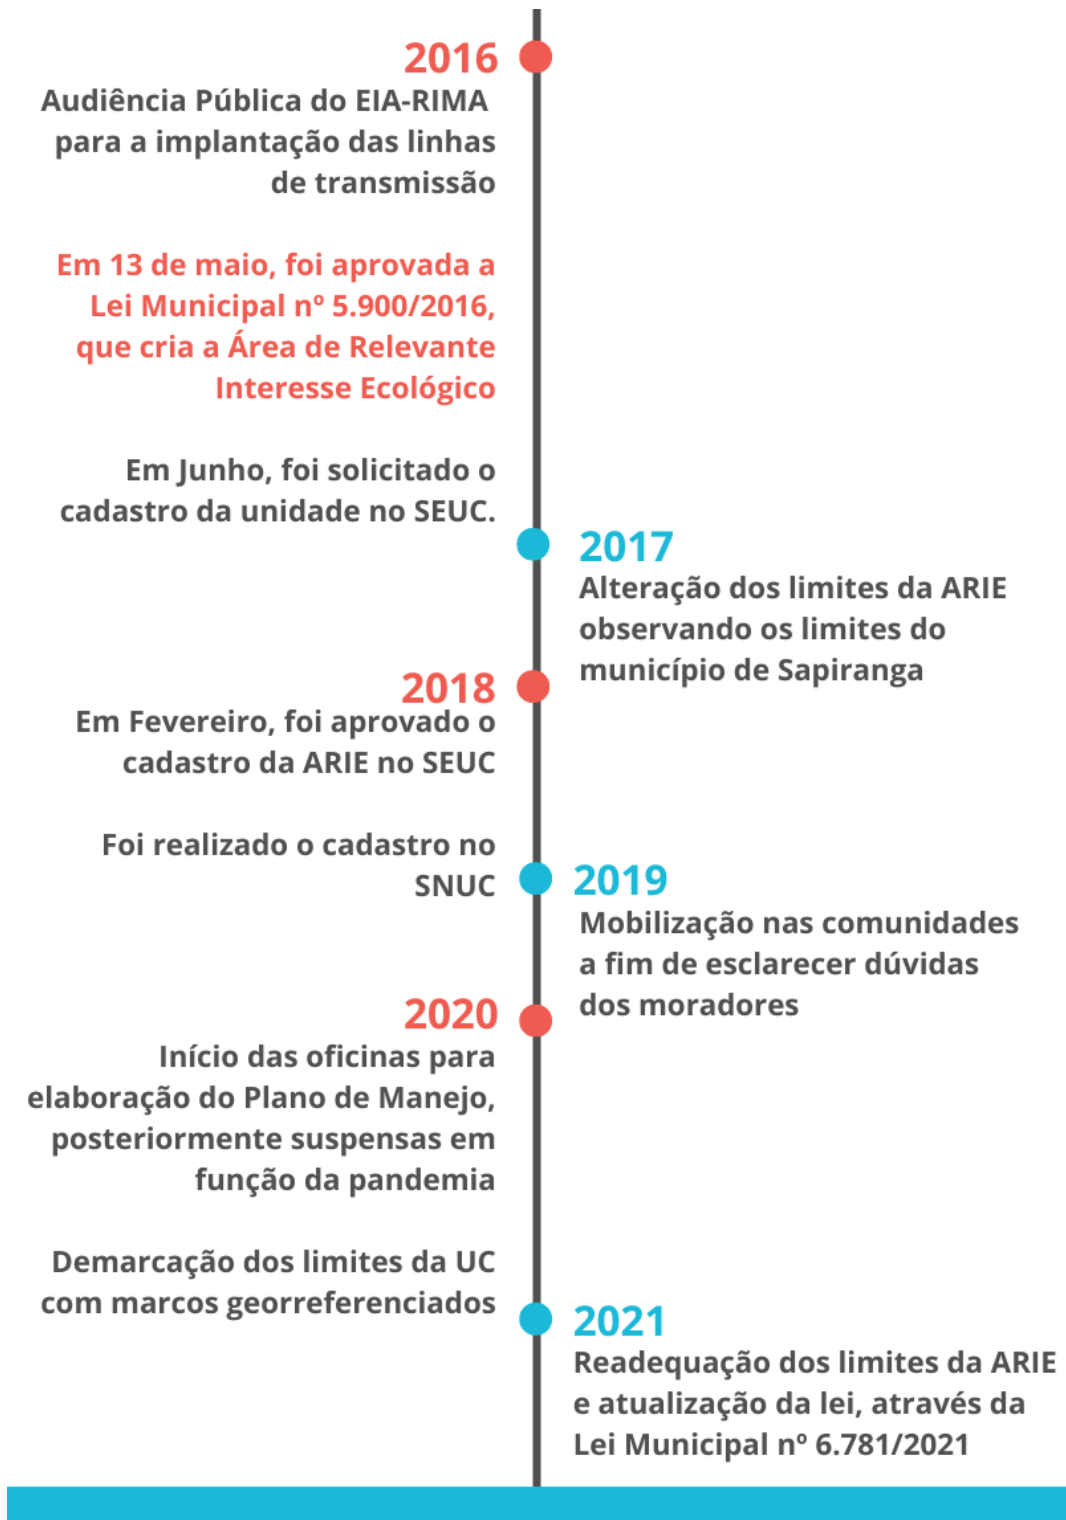 2016
Audiência Pública do EIA-RIMA
para a implantação das linhas
de transmissão
Em 13 de maio, foi aprovada a
Lei Municipal nº 5.900/2016,
que cria a Área de Relevante
Interesse Ecológico
Em Junho, foi solicitado o
cadastro da unidade no SEUC.
2017
Alteração dos limites da ARIE
observando os limites do
município de Sapiranga
2018
Em Fevereiro, foi aprovado o
cadastro da ARIE no SEUC
Foi realizado o cadastro no
SNUC
2019
Mobilização nas comunidades
a fim de esclarecer dúvidas
dos moradores
2020
Início das oficinas para
elaboração do Plano de Manejo,
posteriormente suspensas em
função da pandemia
Demarcação dos limites da UC
com marcos georreferenciados
2021
Readequação dos limites da ARIE
e atualização da lei, através da
Lei Municipal nº 6.781/2021